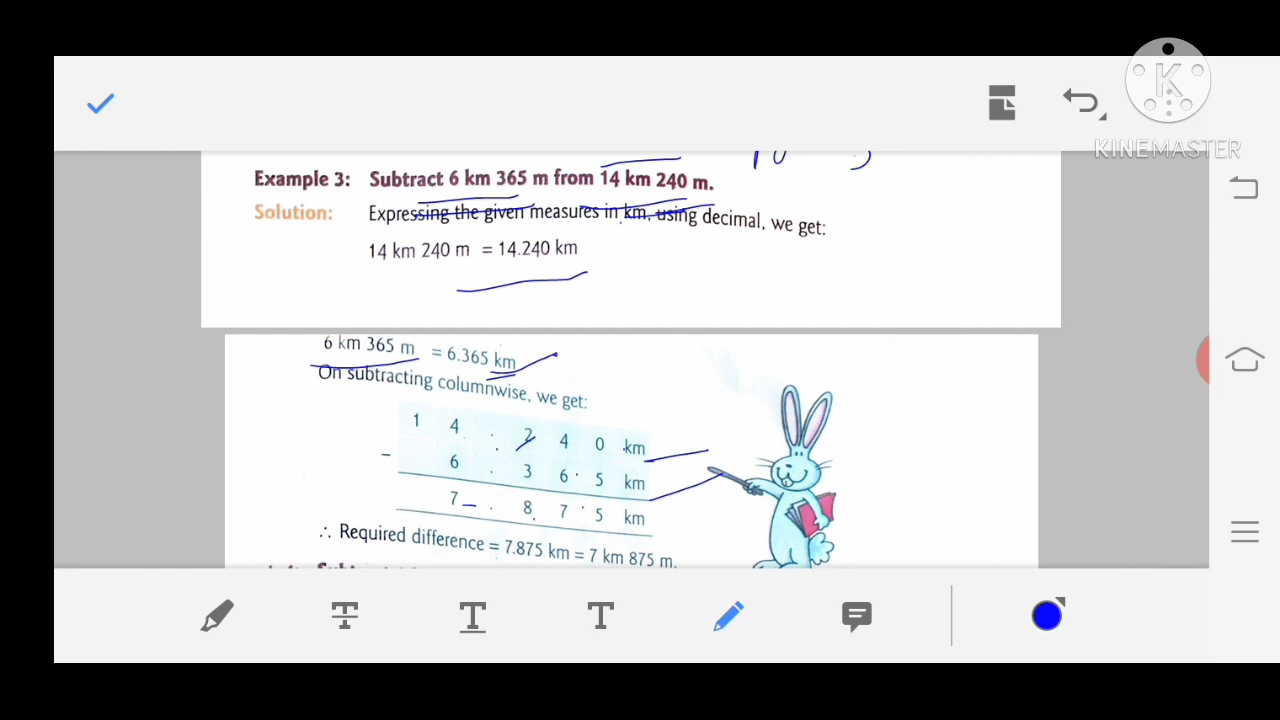 KINEMASTER
Example 3: Subtract 6 km 365 m from 14 km 240 m.
Solution: Expressing the given measures in km, using decimal, we get:
14 km 240 m = 14.240 km
6 km 365 m = 6.365 km
On subtracting columnwise, we get:
1 4 . 2 4 0 km
– 6 . 3 6 5 km
7 . 8 7 5 km
∴ Required difference = 7.875 km = 7 km 875 m.